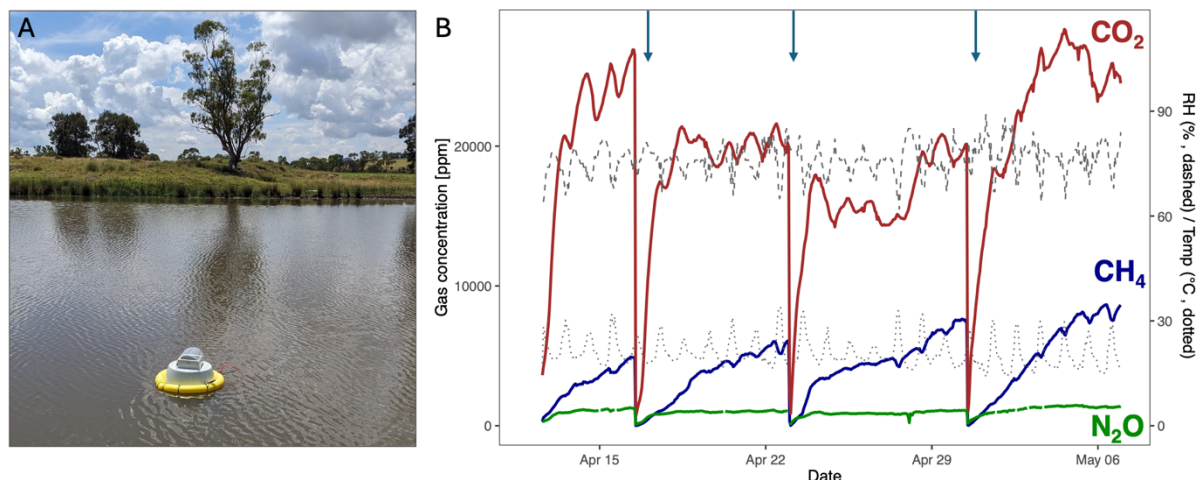 A
B
CO₂
CH₄
N₂O
Gas concentration [ppm]
20000
10000
0
RH (% , dashed) / Temp (°C , dotted)
90
60
30
0
Apr 15
Apr 22
Apr 29
May 06
Date